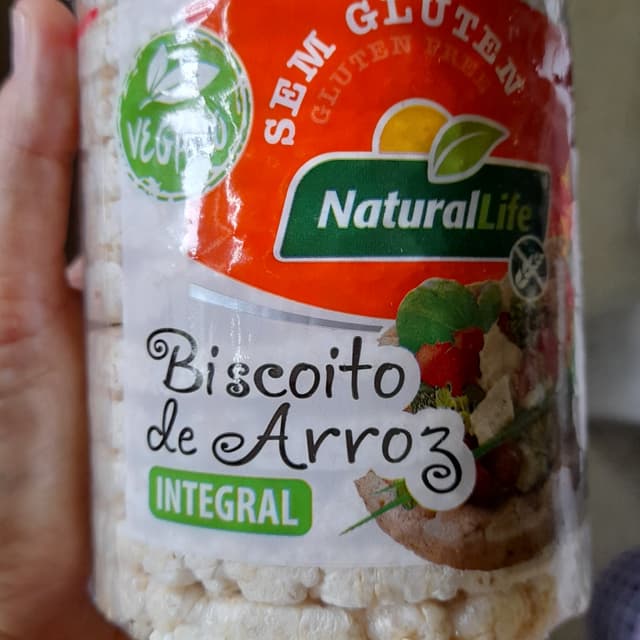 SEM GLUTEN
GLUTEN FREE
VEGANO
NaturalLife
Biscoito
de Arroz
INTEGRAL